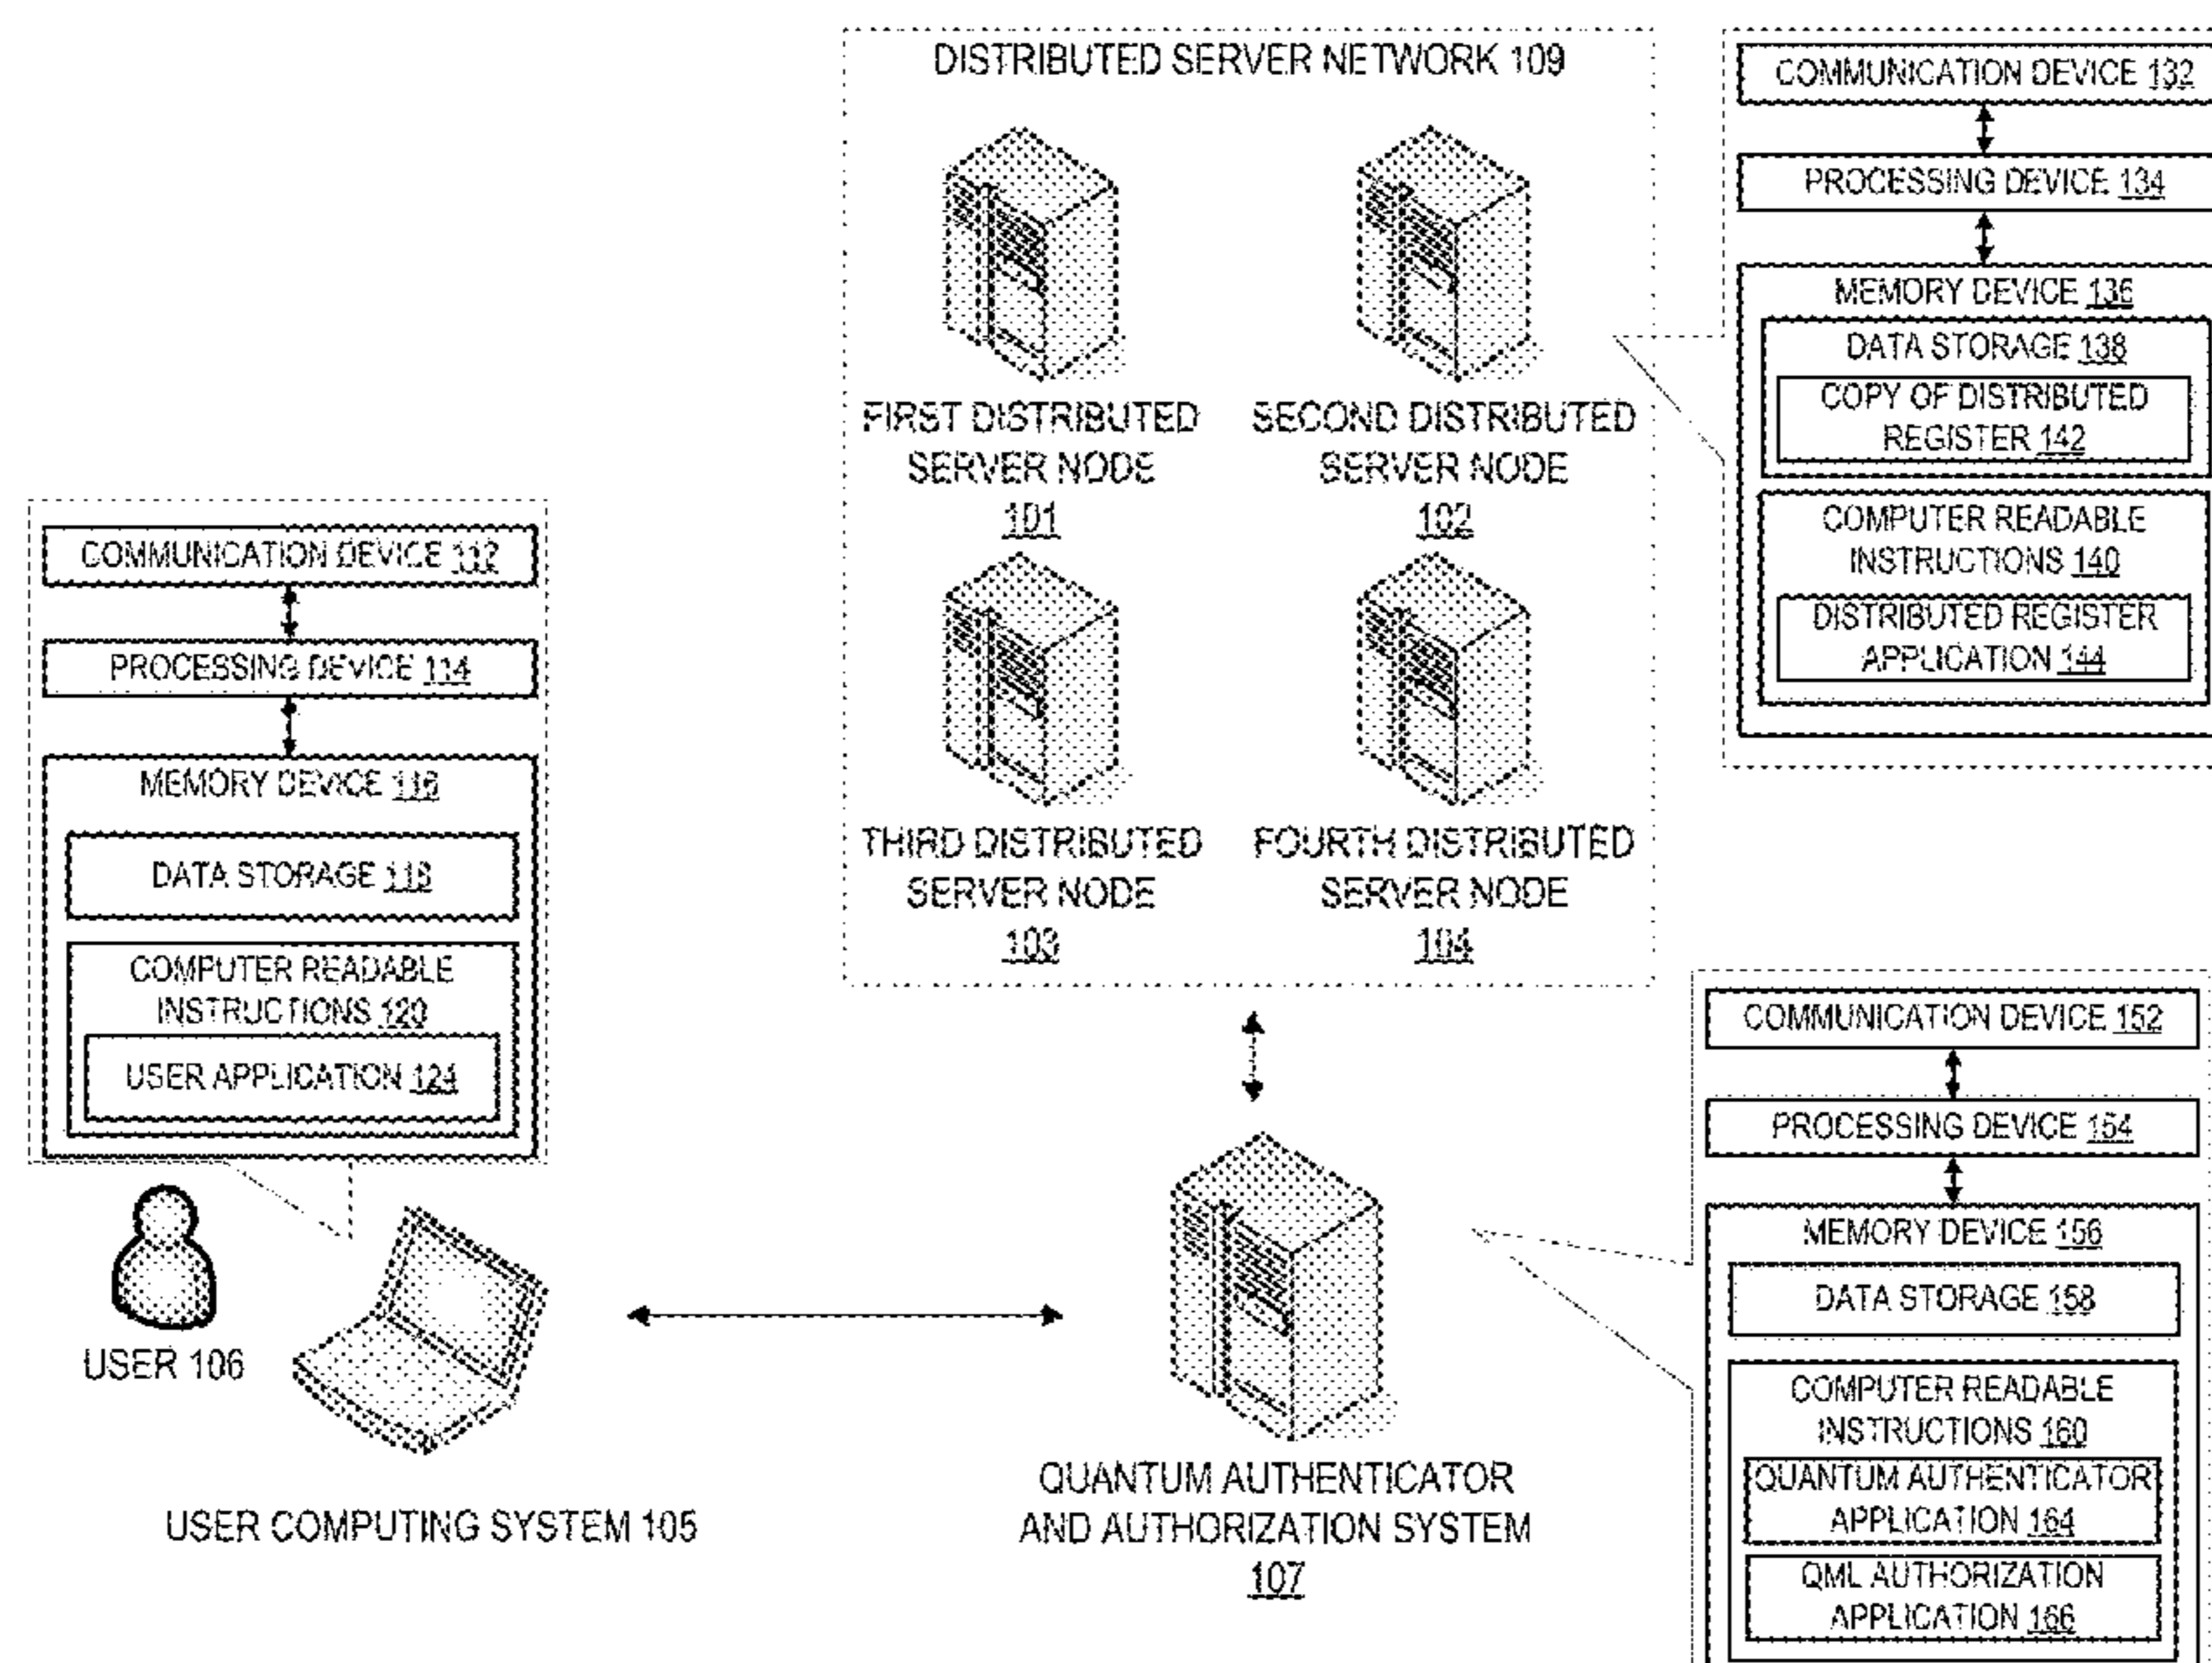 DISTRIBUTED SERVER NETWORK 109
FIRST DISTRIBUTED
SERVER NODE
101
SECOND DISTRIBUTED
SERVER NODE
102
THIRD DISTRIBUTED
SERVER NODE
103
FOURTH DISTRIBUTED
SERVER NODE
104
COMMUNICATION DEVICE 132
PROCESSING DEVICE 134
MEMORY DEVICE 136
DATA STORAGE 138
COPY OF DISTRIBUTED
REGISTER 142
COMPUTER READABLE
INSTRUCTIONS 140
DISTRIBUTED REGISTER
APPLICATION 144
COMMUNICATION DEVICE 112
PROCESSING DEVICE 114
MEMORY DEVICE 116
DATA STORAGE 118
COMPUTER READABLE
INSTRUCTIONS 120
USER APPLICATION 124
USER 106
USER COMPUTING SYSTEM 105
QUANTUM AUTHENTICATOR
AND AUTHORIZATION SYSTEM
107
COMMUNICATION DEVICE 152
PROCESSING DEVICE 154
MEMORY DEVICE 156
DATA STORAGE 158
COMPUTER READABLE
INSTRUCTIONS 160
QUANTUM AUTHENTICATOR
APPLICATION 164
QML AUTHORIZATION
APPLICATION 166